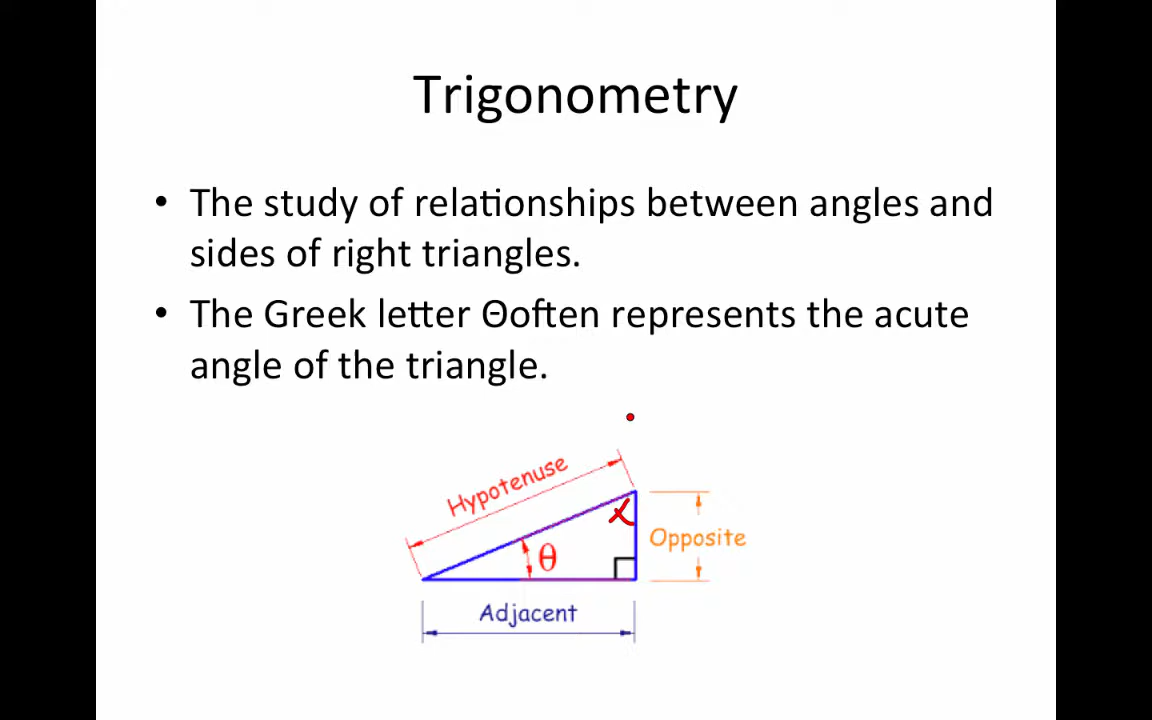 Trigonometry
• The study of relationships between angles and
sides of right triangles.
• The Greek letter Θoften represents the acute
angle of the triangle.
Hypotenuse
x
θ
Opposite
Adjacent